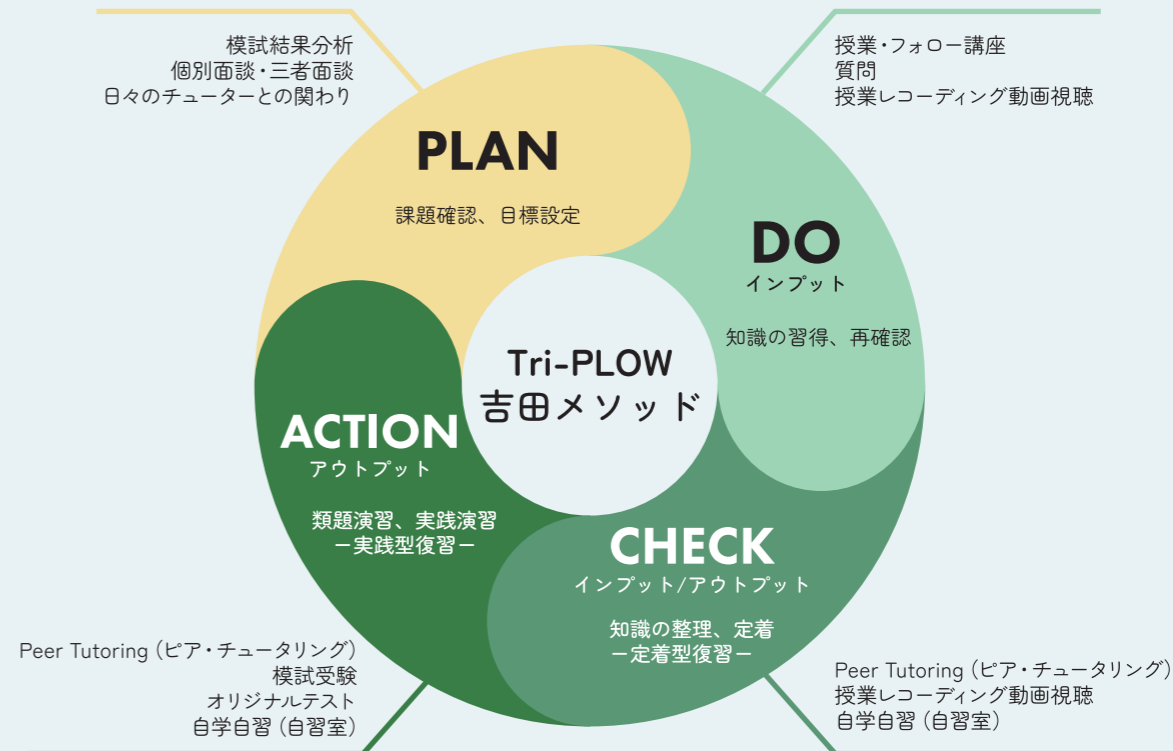 模試結果分析
個別面談・三者面談
日々のチューターとの関わり
授業・フォロー講座
質問
授業レコーディング動画視聴
PLAN
課題確認、目標設定
DO
インプット
知識の習得、再確認
Tri-PLOW
吉田メソッド
ACTION
アウトプット
類題演習、実践演習
－実践型復習－
CHECK
インプット/アウトプット
知識の整理、定着
－定着型復習－
Peer Tutoring（ピア・チュータリング）
模試受験
オリジナルテスト
自学自習（自習室）
Peer Tutoring（ピア・チュータリング）
授業レコーディング動画視聴
自学自習（自習室）